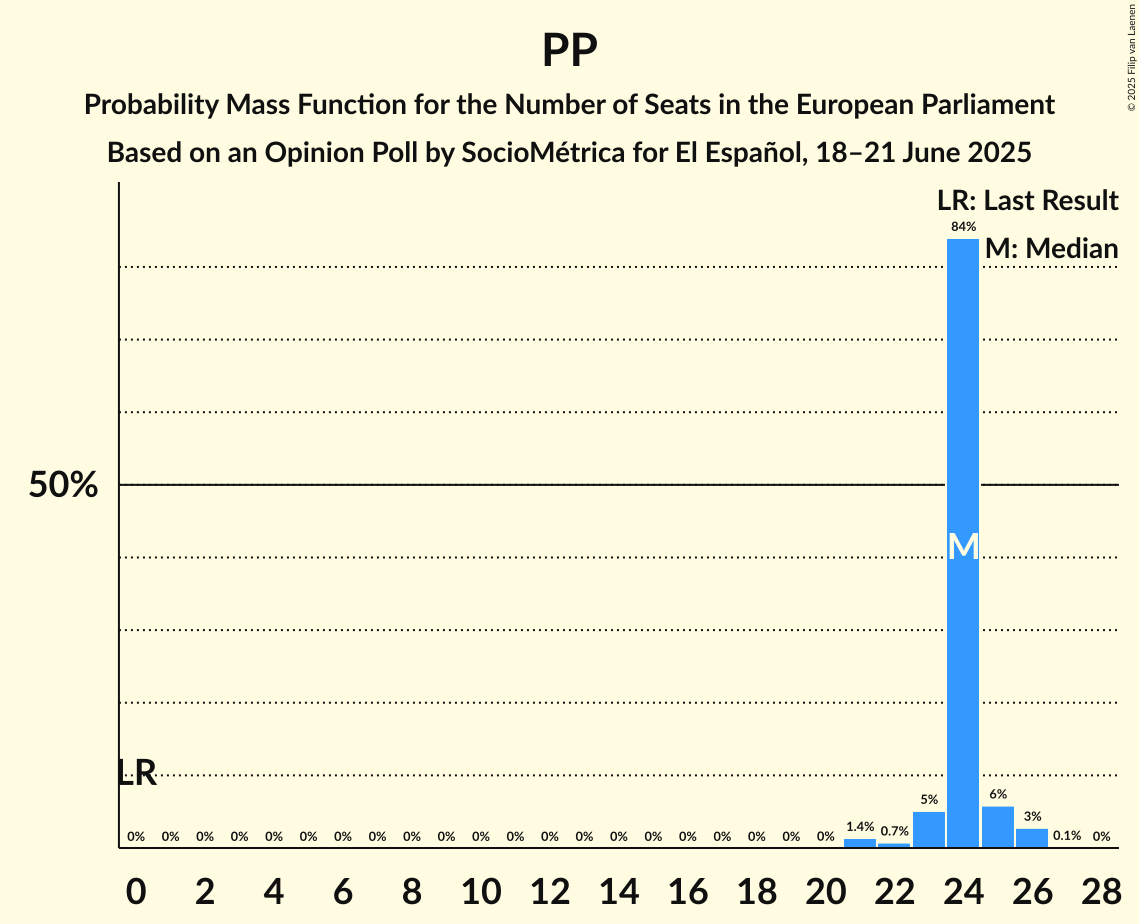 PP
Probability Mass Function for the Number of Seats in the European Parliament
Based on an Opinion Poll by SocioMétrica for El Español, 18–21 June 2025
© 2025 Filip van Laenen
LR: Last Result
M: Median
84%
50%
M
LR
0% 0% 0% 0% 0% 0% 0% 0% 0% 0% 0% 0% 0% 0% 0% 0% 0% 0% 0% 0% 0% 1.4% 0.7% 5% 6% 3% 0.1% 0%
0 2 4 6 8 10 12 14 16 18 20 22 24 26 28